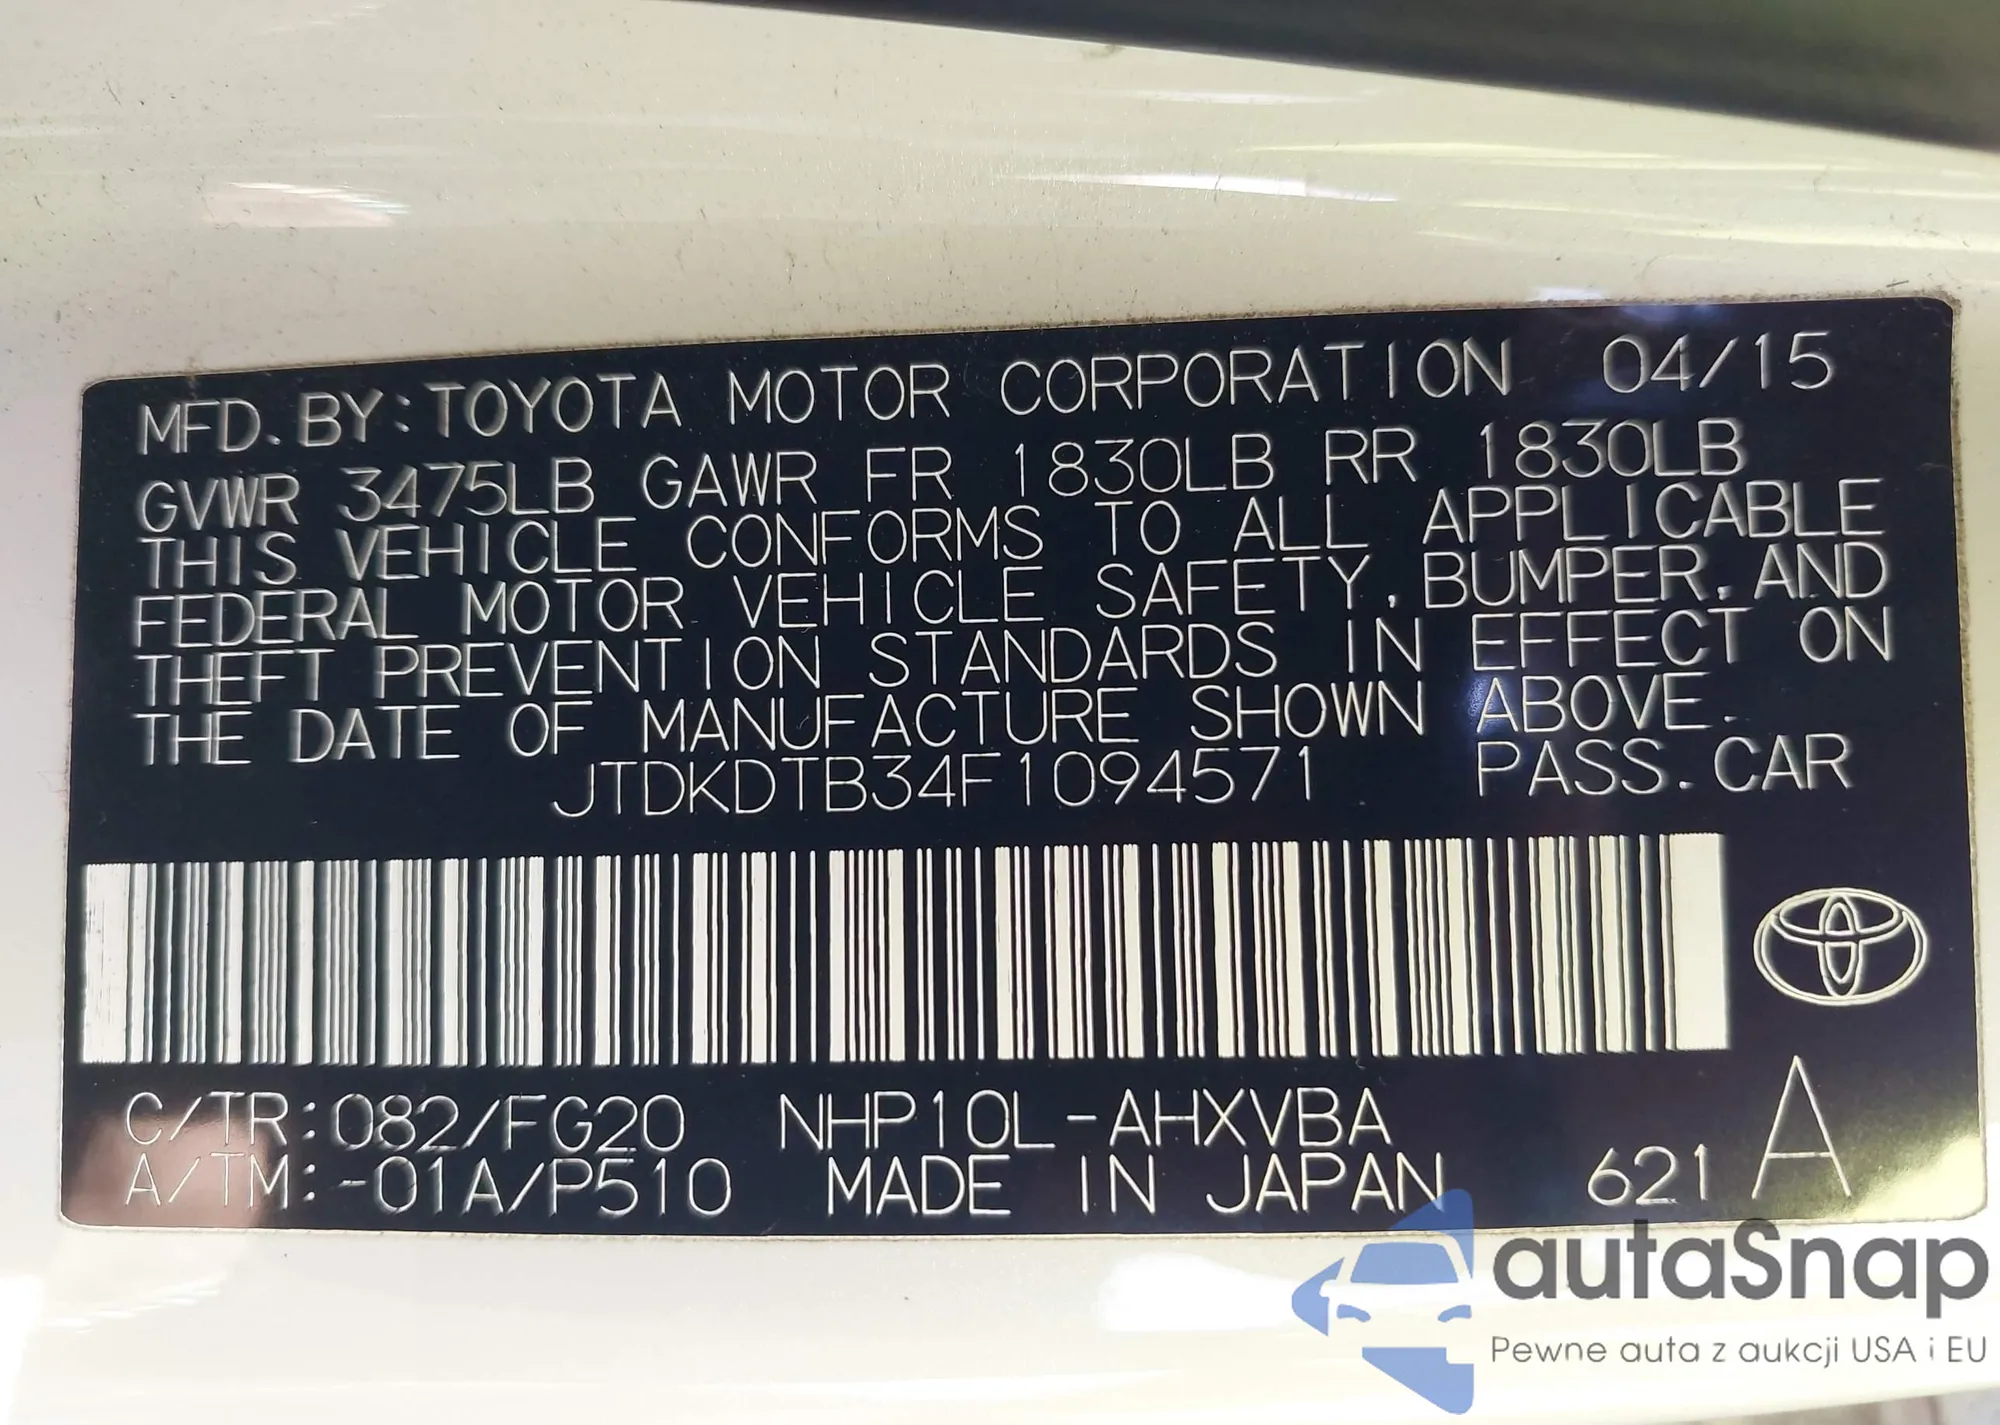 MFD. BY: TOYOTA MOTOR CORPORATION 04/15
GVWR 3475LB GAWR FR 1830LB RR 1830LB
THIS VEHICLE CONFORMS TO ALL APPLICABLE
FEDERAL MOTOR VEHICLE SAFETY, BUMPER, AND
THEFT PREVENTION STANDARDS IN EFFECT ON
THE DATE OF MANUFACTURE SHOWN ABOVE.
JTDKDTB34F1094571 PASS. CAR
C/TR:082/FG20 NHP10L-AHXVBA
A/TM:-01A/P510 MADE IN JAPAN 621 A
autaSnap
Pewne auta z aukcji USA i EU